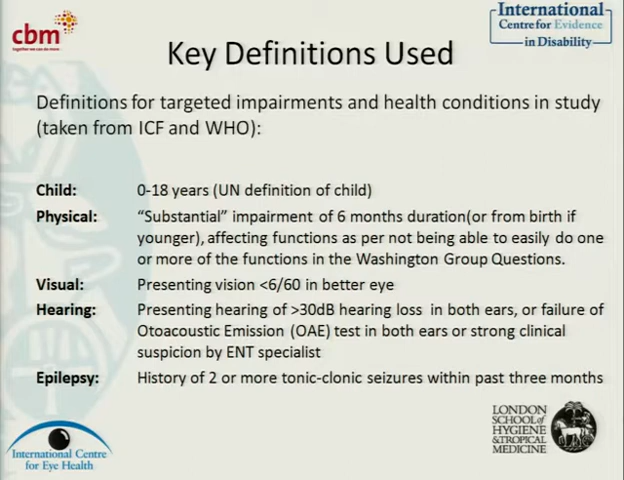 cbm
together we can do more
International
Centre for Evidence
in Disability
Key Definitions Used
Definitions for targeted impairments and health conditions in study
(taken from ICF and WHO):
Child: 0-18 years (UN definition of child)
Physical: “Substantial” impairment of 6 months duration(or from birth if
younger), affecting functions as per not being able to easily do one
or more of the functions in the Washington Group Questions.
Visual: Presenting vision <6/60 in better eye
Hearing: Presenting hearing of >30dB hearing loss in both ears, or failure of
Otoacoustic Emission (OAE) test in both ears or strong clinical
suspicion by ENT specialist
Epilepsy: History of 2 or more tonic-clonic seizures within past three months
International Centre
for Eye Health
LONDON
SCHOOL of
HYGIENE
& TROPICAL
MEDICINE